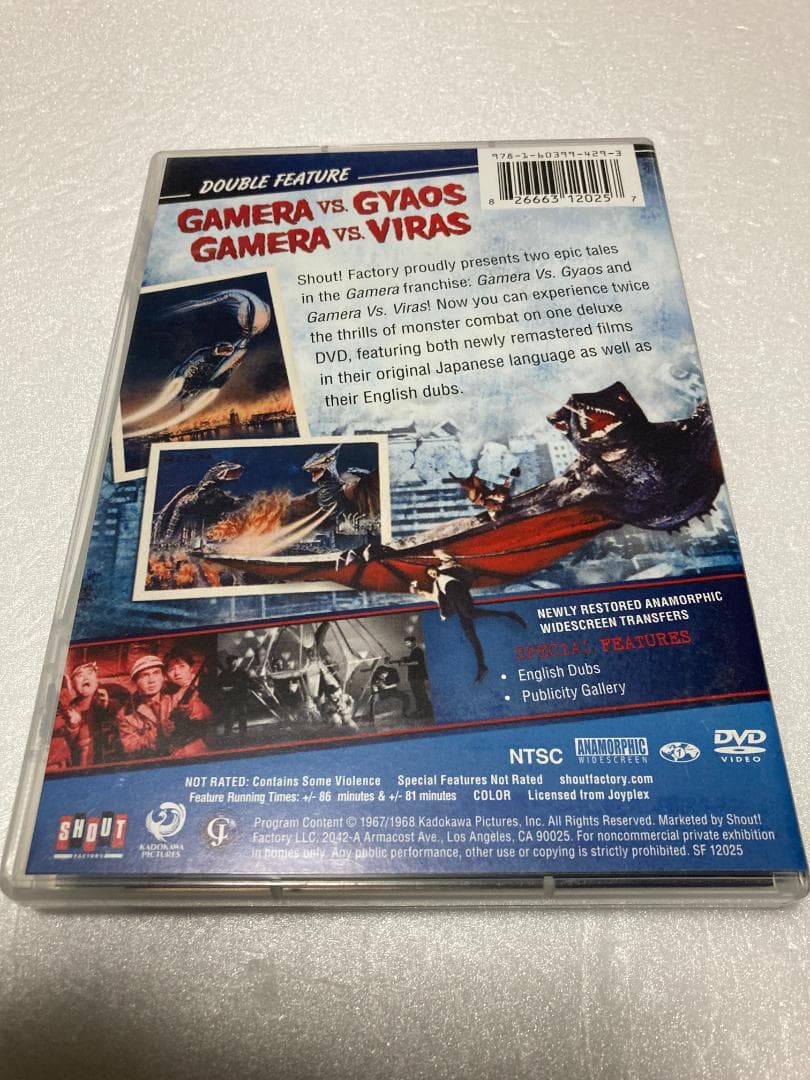 978-1-60399-429-3
8 26663 12025 7
DOUBLE FEATURE
GAMERA VS. GYAOS
GAMERA VS. VIRAS
Shout! Factory proudly presents two epic tales
in the Gamera franchise: Gamera Vs. Gyaos and
Gamera Vs. Viras! Now you can experience twice
the thrills of monster combat on one deluxe
DVD, featuring both newly remastered films
in their original Japanese language as well as
their English dubs.
NEWLY RESTORED ANAMORPHIC
WIDESCREEN TRANSFERS
SPECIAL FEATURES
• English Dubs
• Publicity Gallery
NTSC ANAMORPHIC WIDESCREEN 1 DVD VIDEO
NOT RATED: Contains Some Violence Special Features Not Rated shoutfactory.com
Feature Running Times: +/- 86 minutes & +/- 81 minutes COLOR Licensed from Joyplex
SHOUT FACTORY
KADOKAWA PICTURES
Program Content © 1967/1968 Kadokawa Pictures, Inc. All Rights Reserved. Marketed by Shout!
Factory LLC, 2042-A Armacost Ave., Los Angeles, CA 90025. For noncommercial private exhibition
in homes only. Any public performance, other use or copying is strictly prohibited. SF 12025